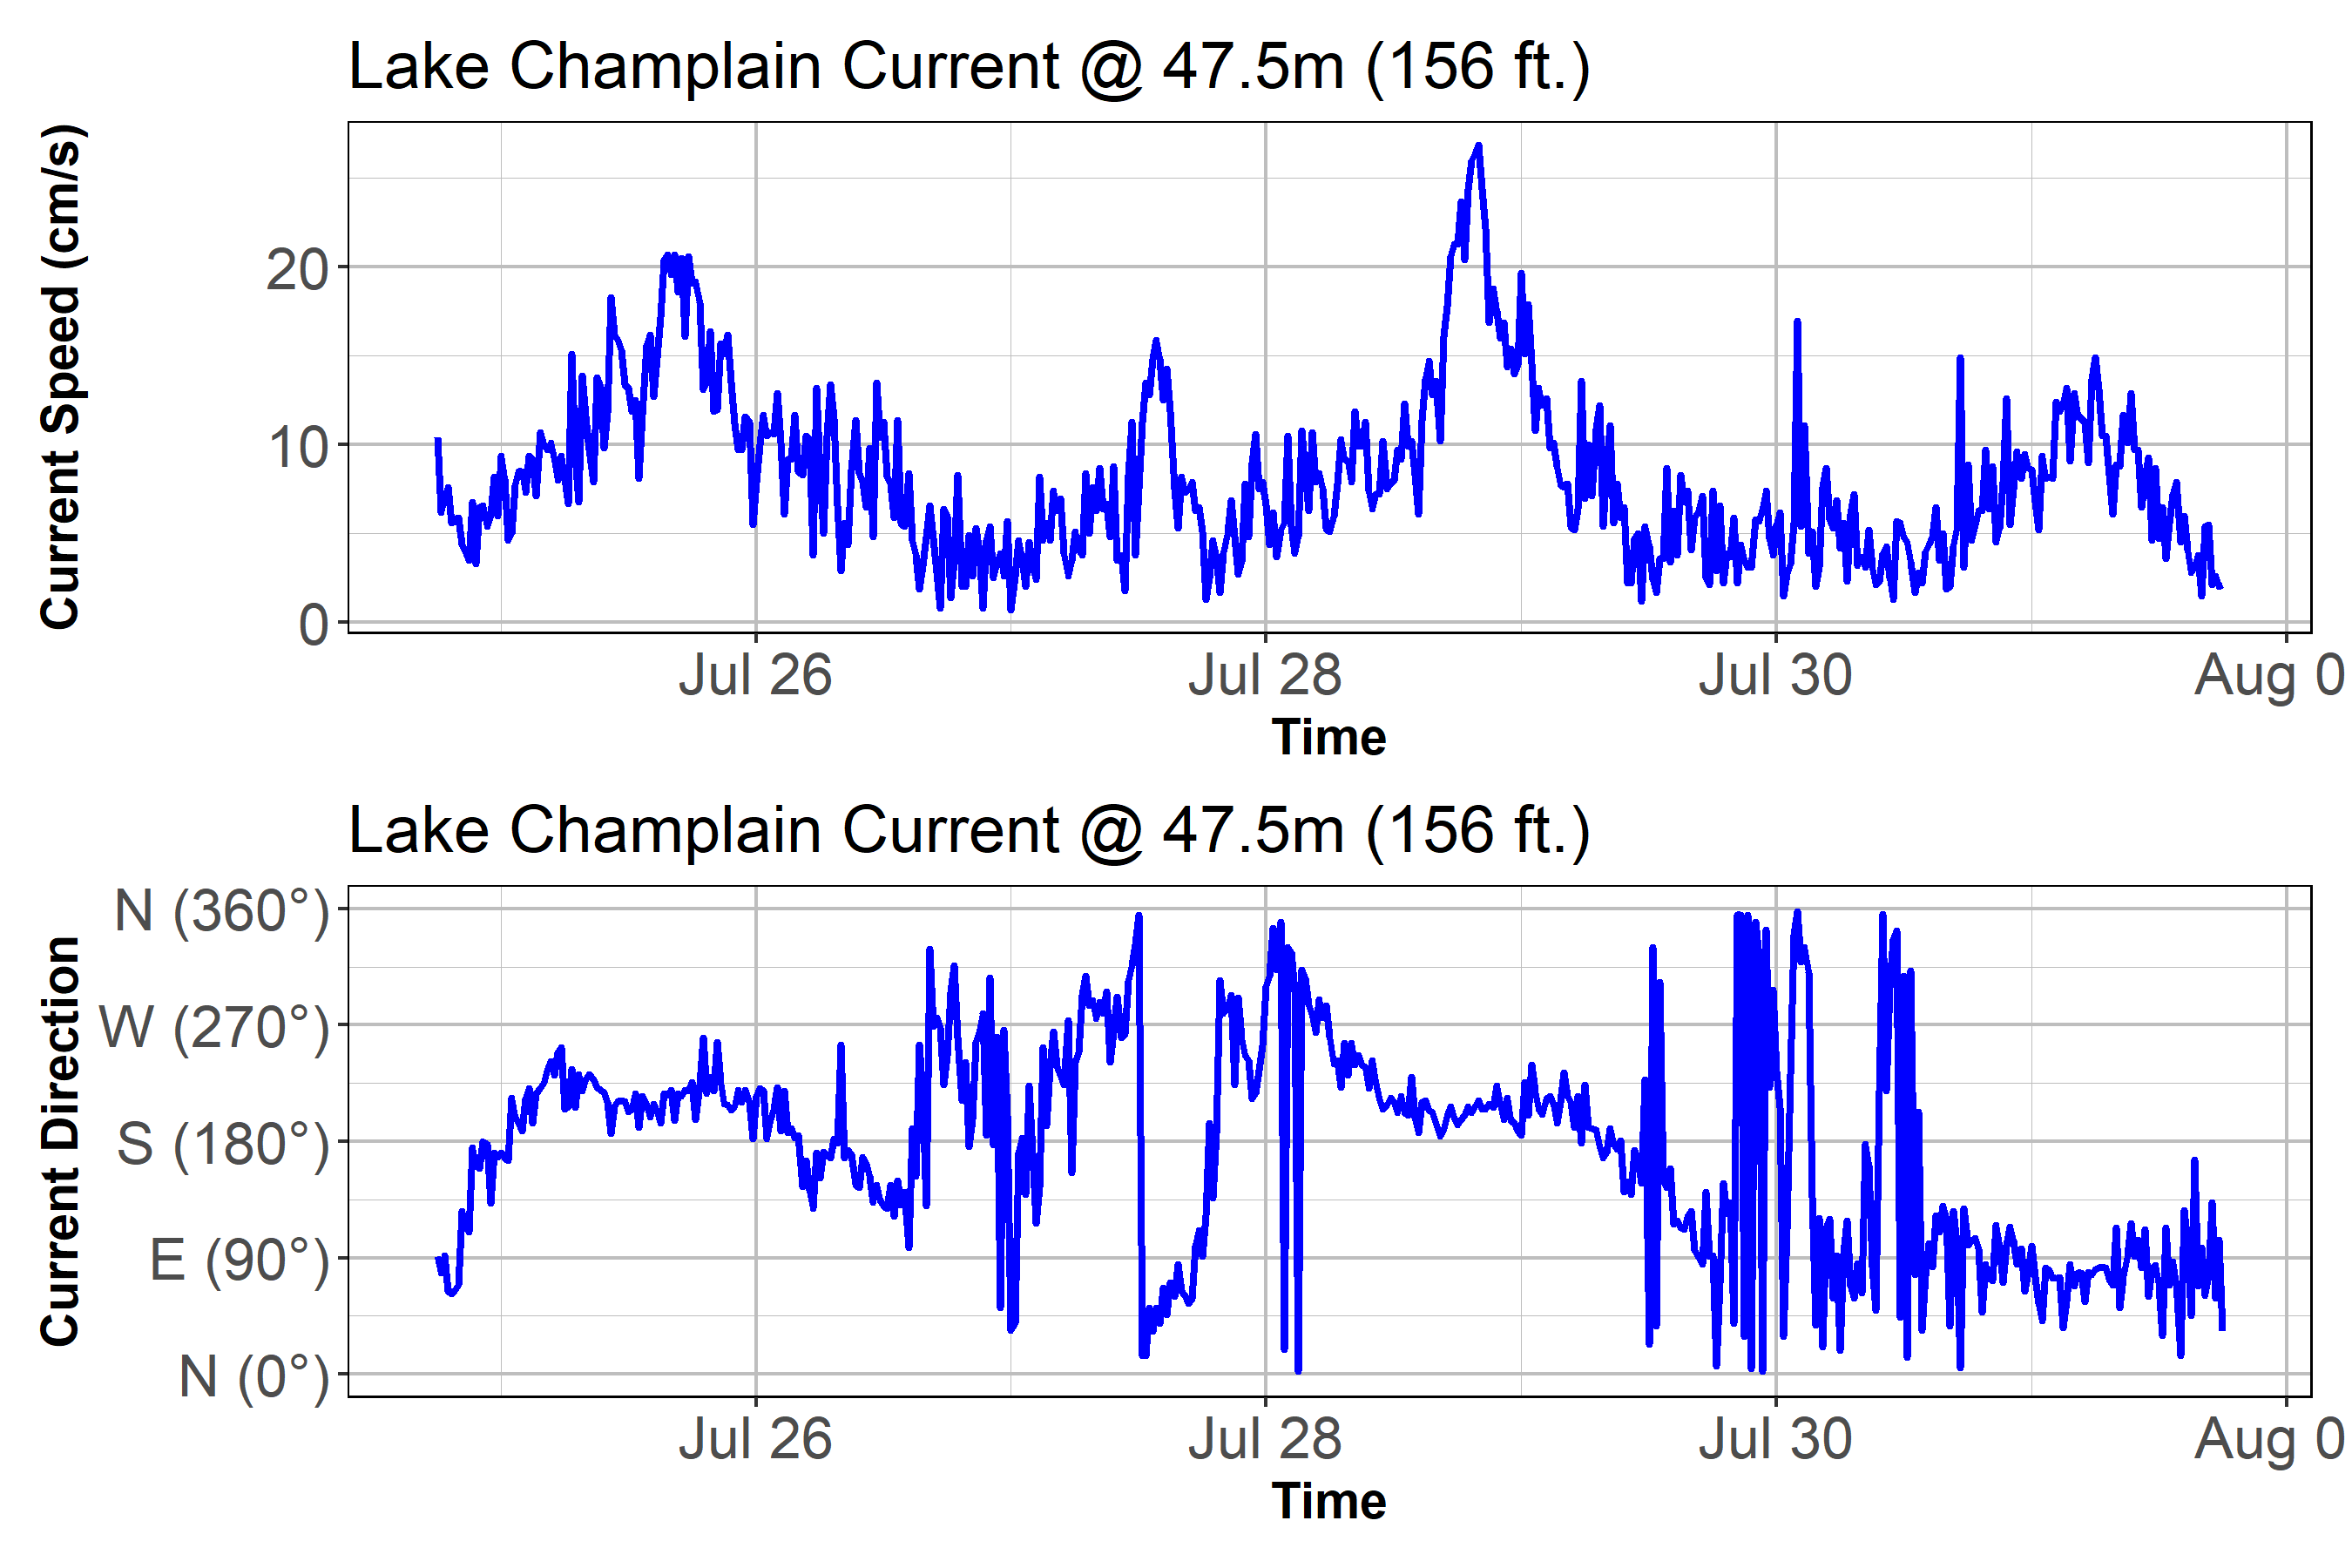 Lake Champlain Current @ 47.5m (156 ft.)
Current Speed (cm/s)
20
10
0
Jul 26 Jul 28 Jul 30 Aug 0
Time
Lake Champlain Current @ 47.5m (156 ft.)
Current Direction
N (360°)
W (270°)
S (180°)
E (90°)
N (0°)
Jul 26 Jul 28 Jul 30 Aug 0
Time